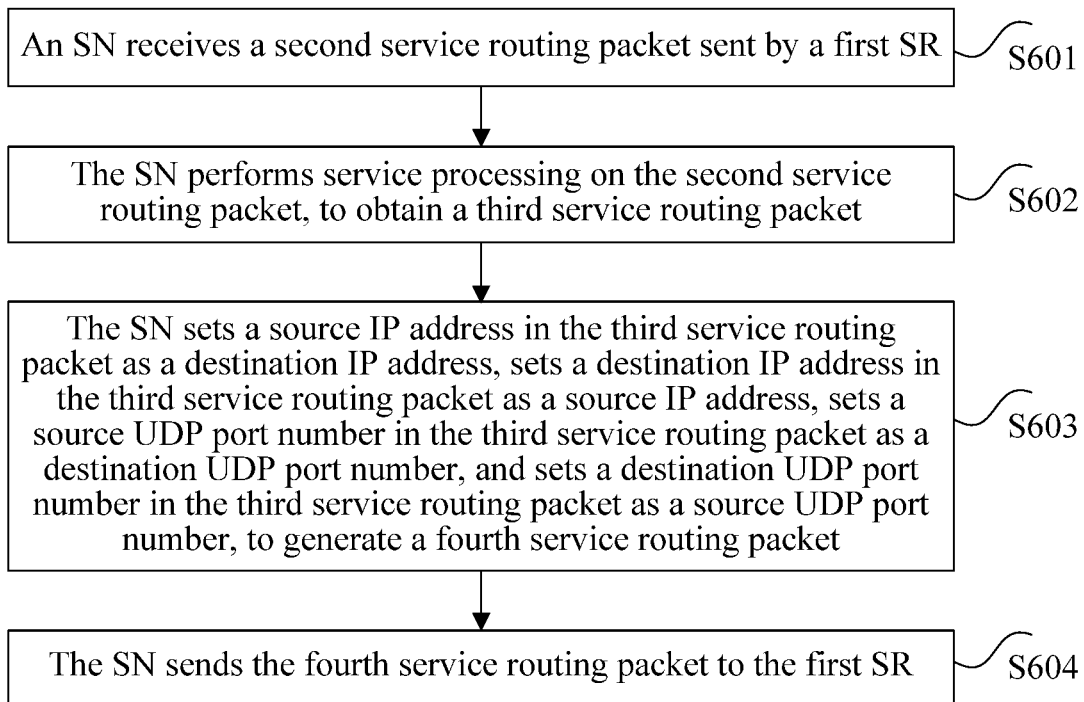 An SN receives a second service routing packet sent by a first SR
S601
The SN performs service processing on the second service
routing packet, to obtain a third service routing packet
S602
The SN sets a source IP address in the third service routing
packet as a destination IP address, sets a destination IP address in
the third service routing packet as a source IP address, sets a
source UDP port number in the third service routing packet as a
destination UDP port number, and sets a destination UDP port
number in the third service routing packet as a source UDP port
number, to generate a fourth service routing packet
S603
The SN sends the fourth service routing packet to the first SR
S604